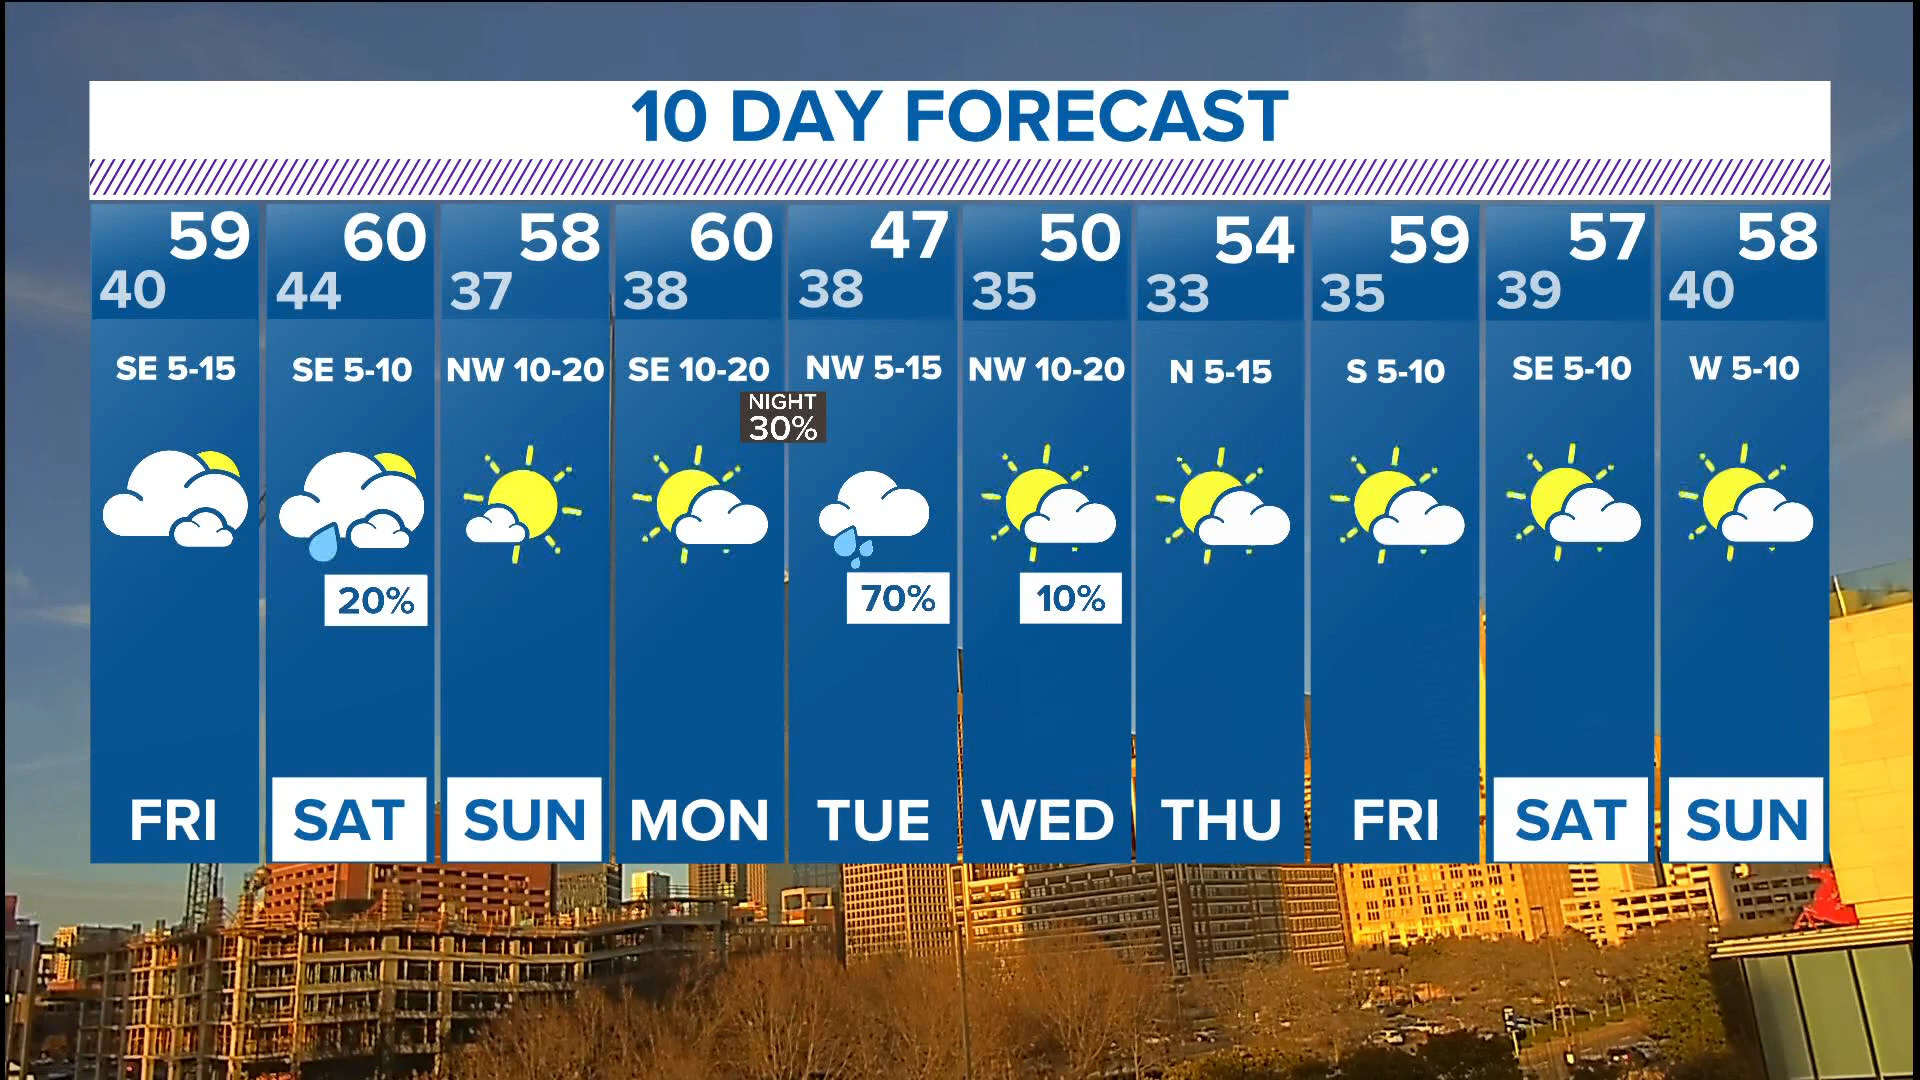 10 DAY FORECAST
59 60 58 60 47 50 54 59 57 58
40 44 37 38 38 35 33 35 39 40
SE 5-15 SE 5-10 NW 10-20 SE 10-20 NW 5-15 NW 10-20 N 5-15 S 5-10 SE 5-10 W 5-10
NIGHT
30%
20% 70% 10%
FRI SAT SUN MON TUE WED THU FRI SAT SUN